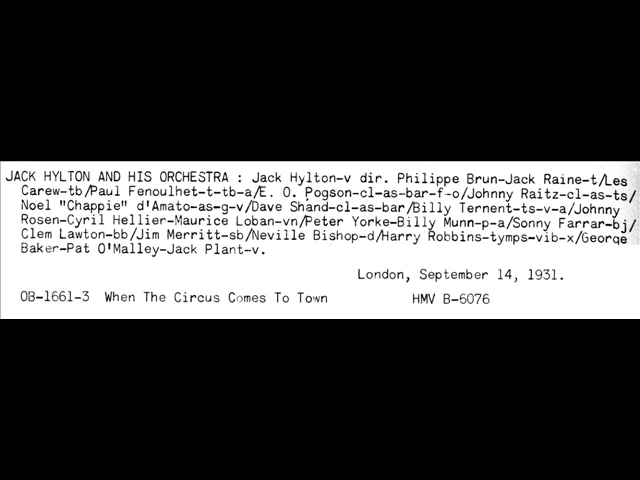 JACK HYLTON AND HIS ORCHESTRA : Jack Hylton-v dir. Philippe Brun-Jack Raine-t/Les
Carew-tb/Paul Fenoulhet-t-tb-a/E. O. Pogson-cl-as-bar-f-o/Johnny Raitz-cl-as-ts/
Noel "Chappie" d'Amato-as-g-v/Dave Shand-cl-as-bar/Billy Ternent-ts-v-a/Johnny
Rosen-Cyril Hellier-Maurice Loban-vn/Peter Yorke-Billy Munn-p-a/Sonny Farrar-bj/
Clem Lawton-bb/Jim Merritt-sb/Neville Bishop-d/Harry Robbins-tymps-vib-x/George
Baker-Pat O'Malley-Jack Plant-v.
London, September 14, 1931.
OB-1661-3 When The Circus Comes To Town HMV B-6076